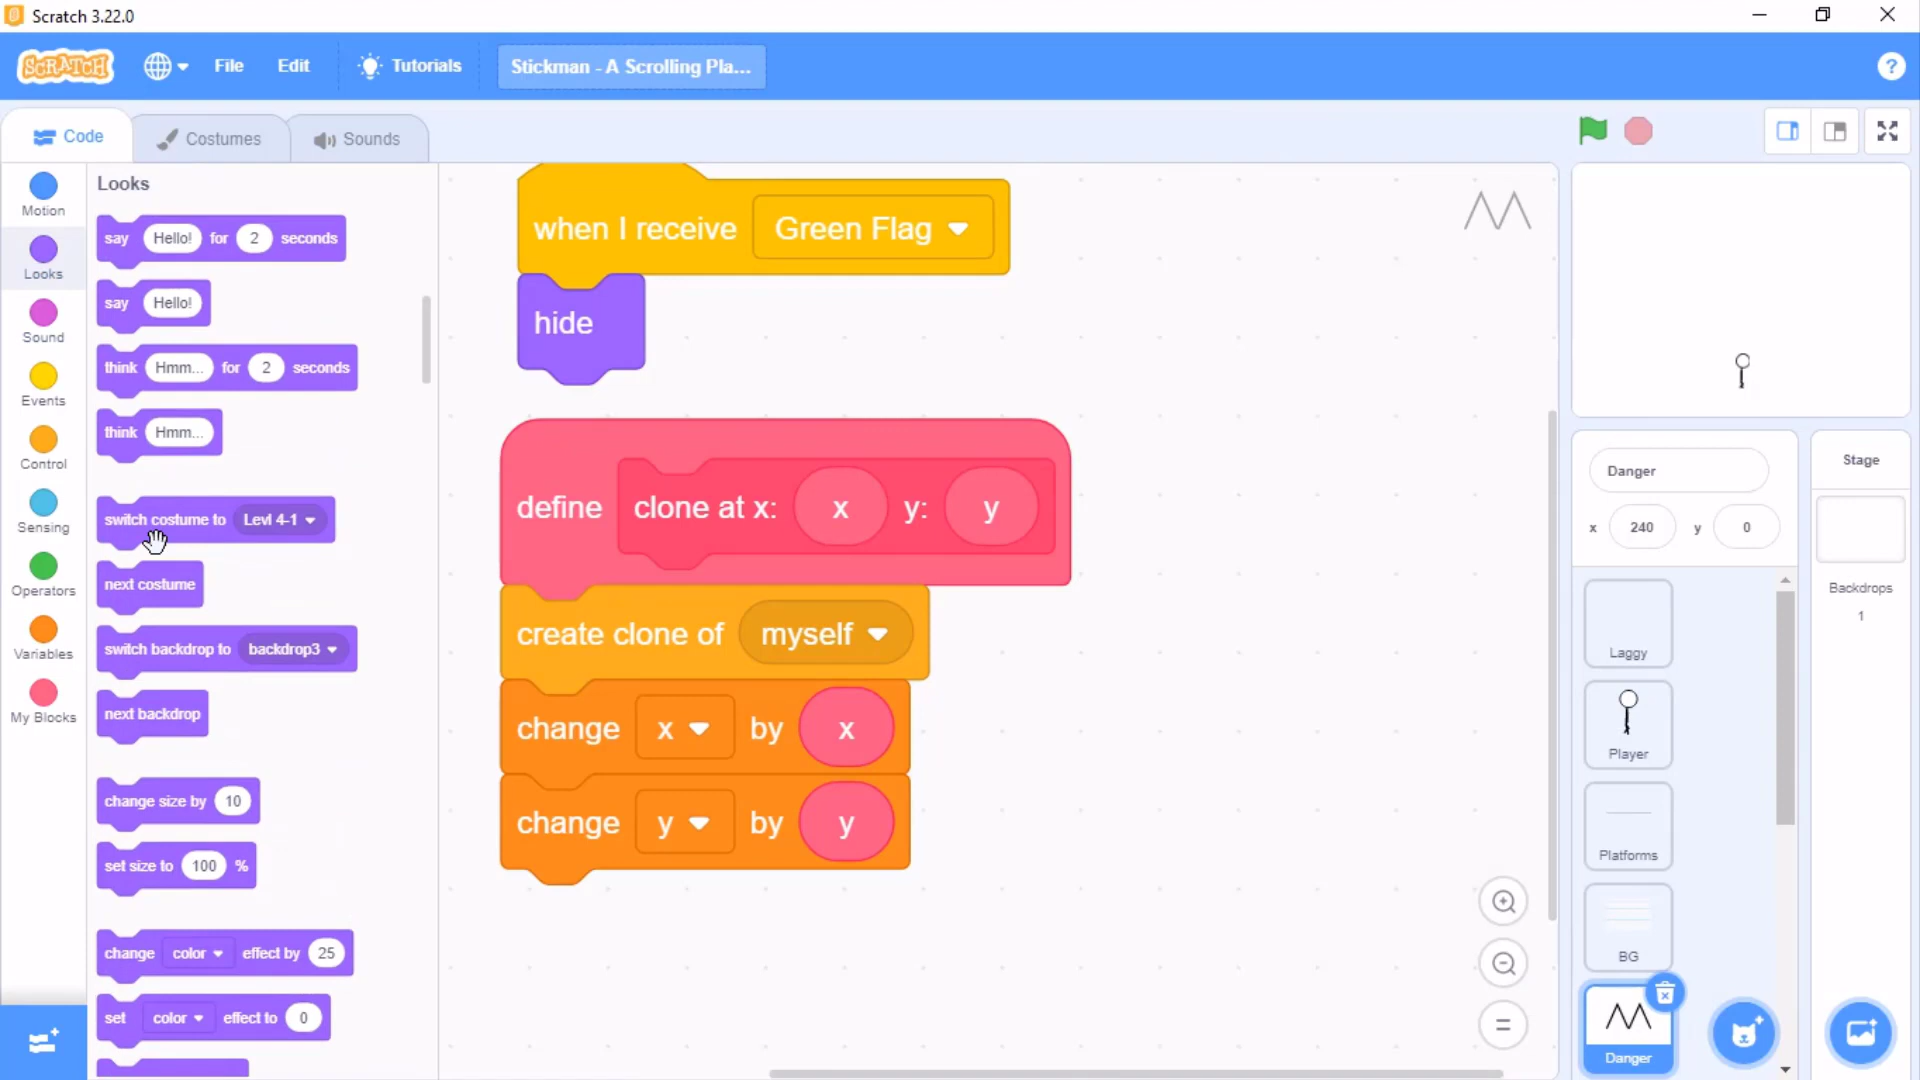 Scratch 3.22.0
SCRATCH
File
Edit
Tutorials
Stickman - A Scrolling Pla...
?
Code
Costumes
Sounds
Motion
Looks
Sound
Events
Control
Sensing
Operators
Variables
My Blocks
Looks
say Hello! for 2 seconds
say Hello!
think Hmm... for 2 seconds
think Hmm...
switch costume to Levl 4-1
next costume
switch backdrop to backdrop3
next backdrop
change size by 10
set size to 100 %
change color effect by 25
set color effect to 0
when I receive Green Flag
hide
define clone at x: x y: y
create clone of myself
change x by x
change y by y
Danger
x 240 y 0
Laggy
Player
Platforms
BG
Danger
Stage
Backdrops
1